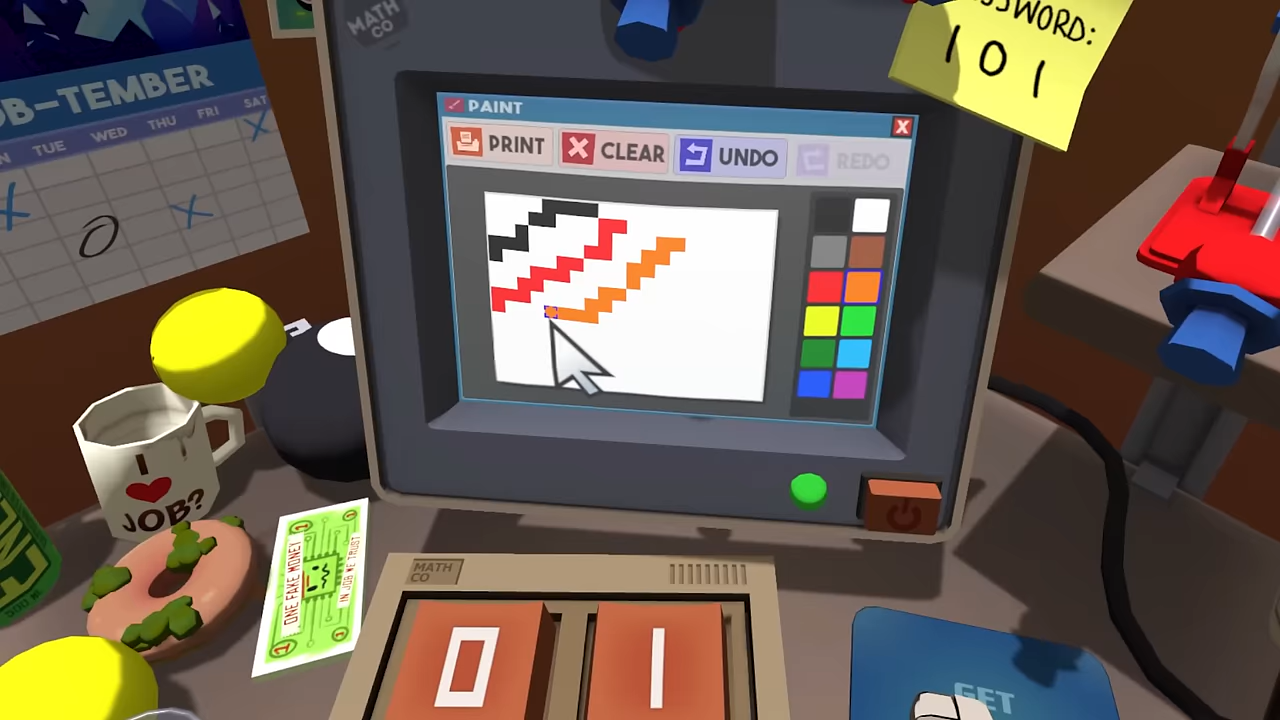 MATH
CO
OB-TEMBER
TUE WED THU FRI SAT
PASSWORD:
101
PAINT
X
PRINT CLEAR UNDO REDO
I
JOB?
ONE FAKE MONEY
IN JOB WE TRUST
MATH
CO
0 1
GET